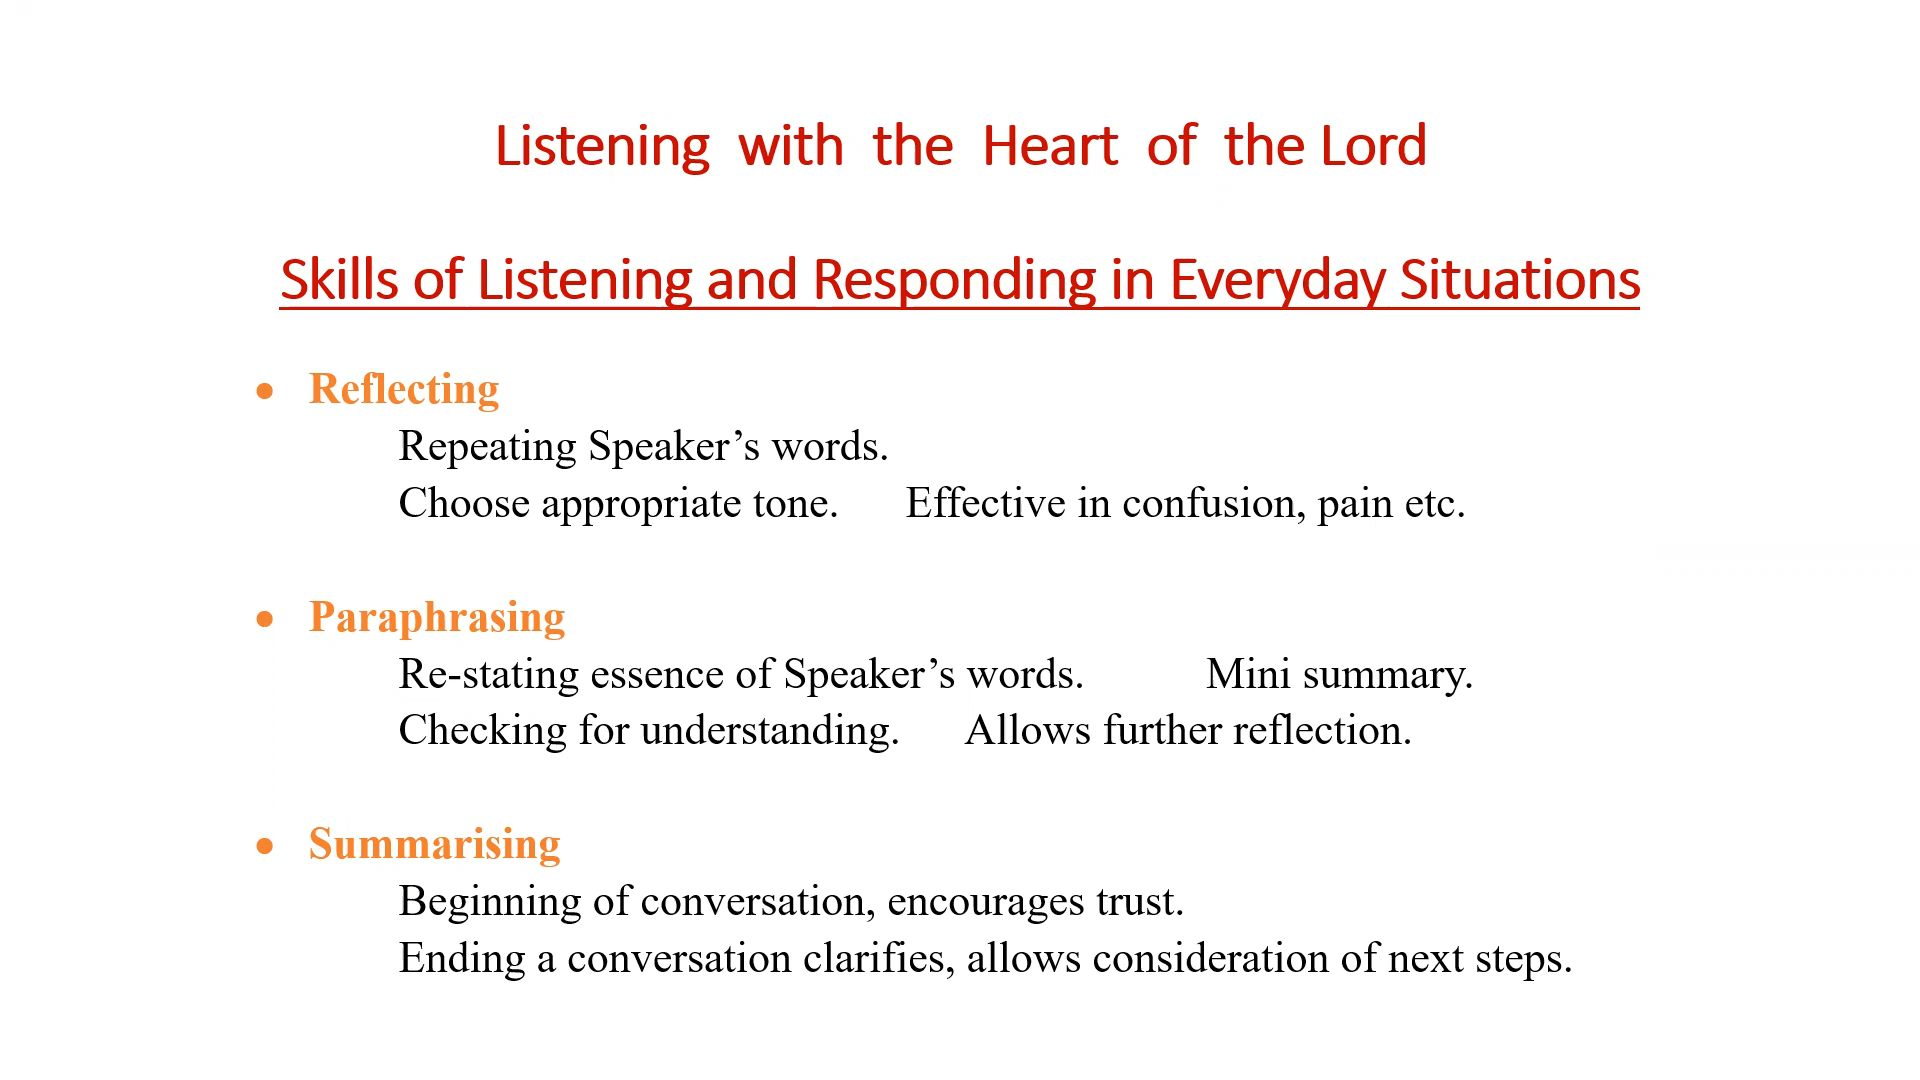 Listening with the Heart of the Lord
Skills of Listening and Responding in Everyday Situations
• Reflecting
Repeating Speaker’s words.
Choose appropriate tone. Effective in confusion, pain etc.
• Paraphrasing
Re-stating essence of Speaker’s words. Mini summary.
Checking for understanding. Allows further reflection.
• Summarising
Beginning of conversation, encourages trust.
Ending a conversation clarifies, allows consideration of next steps.